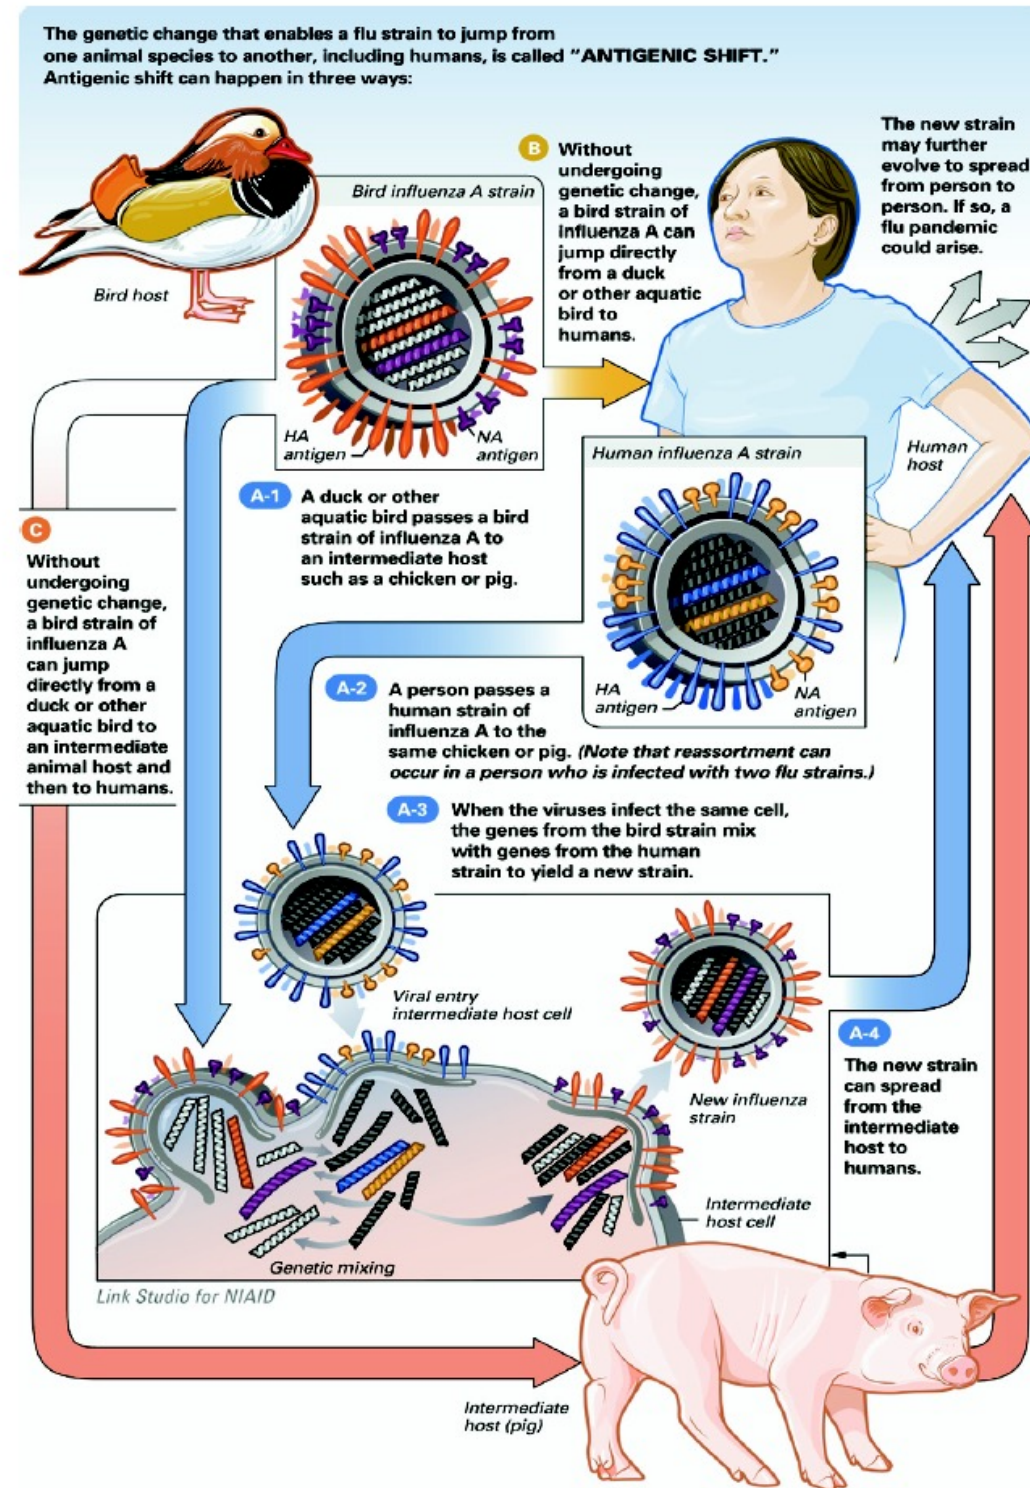 The genetic change that enables a flu strain to jump from
one animal species to another, including humans, is called "ANTIGENIC SHIFT."
Antigenic shift can happen in three ways:
Bird host
Bird influenza A strain
HA
antigen
NA
antigen
B
Without
undergoing
genetic change,
a bird strain of
influenza A can
jump directly
from a duck
or other aquatic
bird to
humans.
The new strain
may further
evolve to spread
from person to
person. If so, a
flu pandemic
could arise.
Human
host
Human influenza A strain
HA
antigen
NA
antigen
A-1
A duck or other
aquatic bird passes a bird
strain of influenza A to
an intermediate host
such as a chicken or pig.
C
Without
undergoing
genetic change,
a bird strain of
influenza A
can jump
directly from a
duck or other
aquatic bird to
an intermediate
animal host and
then to humans.
A-2
A person passes a
human strain of
influenza A to the
same chicken or pig. (Note that reassortment can
occur in a person who is infected with two flu strains.)
A-3
When the viruses infect the same cell,
the genes from the bird strain mix
with genes from the human
strain to yield a new strain.
Viral entry
intermediate host cell
New influenza
strain
A-4
The new strain
can spread
from the
intermediate
host to
humans.
Intermediate
host cell
Genetic mixing
Link Studio for NIAID
Intermediate
host (pig)